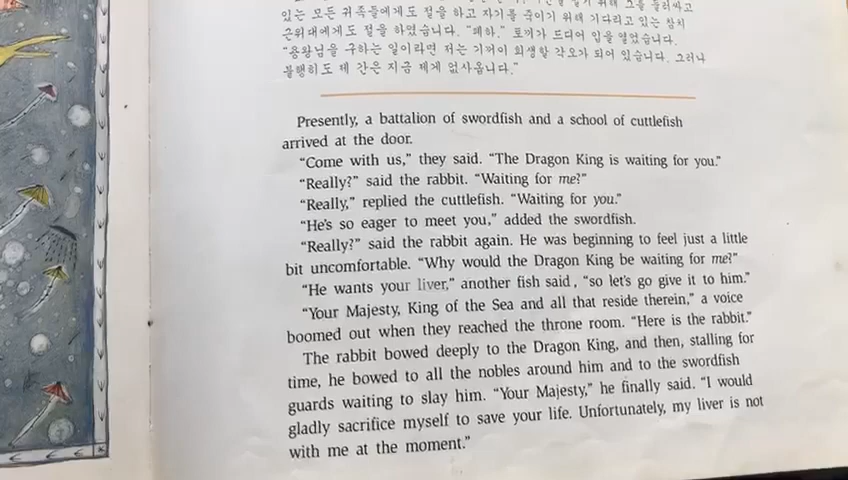 있는 모든 귀족들에게도 절을 하고 자기를 죽이기 위해 기다리고 있는 참치
근위대에게도 절을 하였습니다. “폐하.” 토끼가 드디어 입을 열었습니다.
“용왕님을 구하는 일이라면 저는 기꺼이 희생할 각오가 되어 있습니다. 그러나
불행히도 제 간은 지금 제게 없사옵니다.”
Presently, a battalion of swordfish and a school of cuttlefish
arrived at the door.
“Come with us,” they said. “The Dragon King is waiting for you.”
“Really?” said the rabbit. “Waiting for me?”
“Really,” replied the cuttlefish. “Waiting for you.”
“He’s so eager to meet you,” added the swordfish.
“Really?” said the rabbit again. He was beginning to feel just a little
bit uncomfortable. “Why would the Dragon King be waiting for me?”
“He wants your liver,” another fish said, “so let’s go give it to him.”
“Your Majesty, King of the Sea and all that reside therein,” a voice
boomed out when they reached the throne room. “Here is the rabbit.”
The rabbit bowed deeply to the Dragon King, and then, stalling for
time, he bowed to all the nobles around him and to the swordfish
guards waiting to slay him. “Your Majesty,” he finally said. “I would
gladly sacrifice myself to save your life. Unfortunately, my liver is not
with me at the moment.”